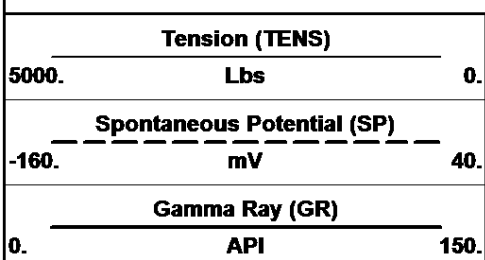 Tension (TENS)
5000. Lbs 0.
Spontaneous Potential (SP)
-160. mV 40.
Gamma Ray (GR)
0. API 150.